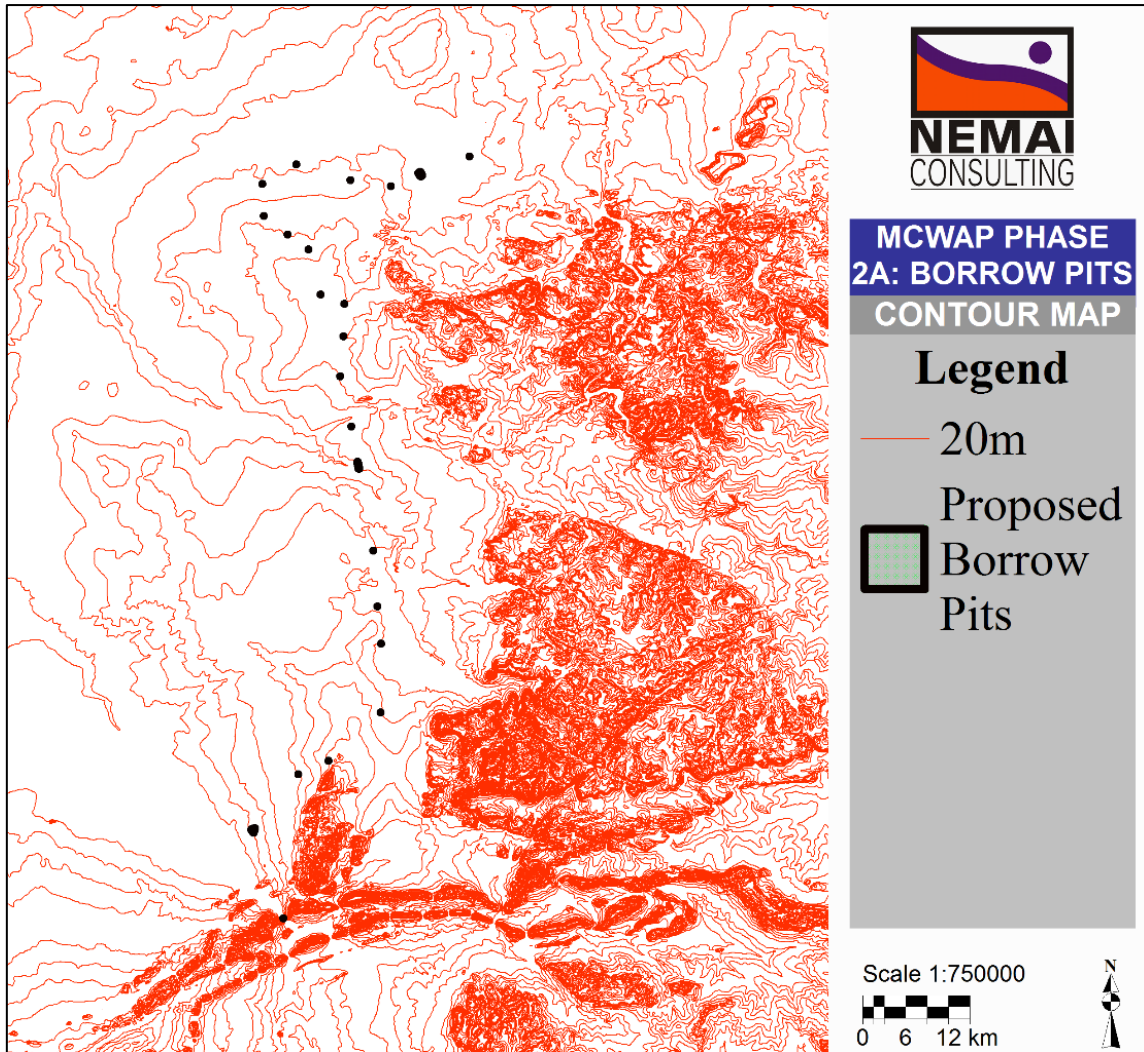 NEMAI
CONSULTING
MCWAP PHASE
2A: BORROW PITS
CONTOUR MAP
Legend
20m
Proposed
Borrow
Pits
Scale 1:750000
N
0 6 12 km